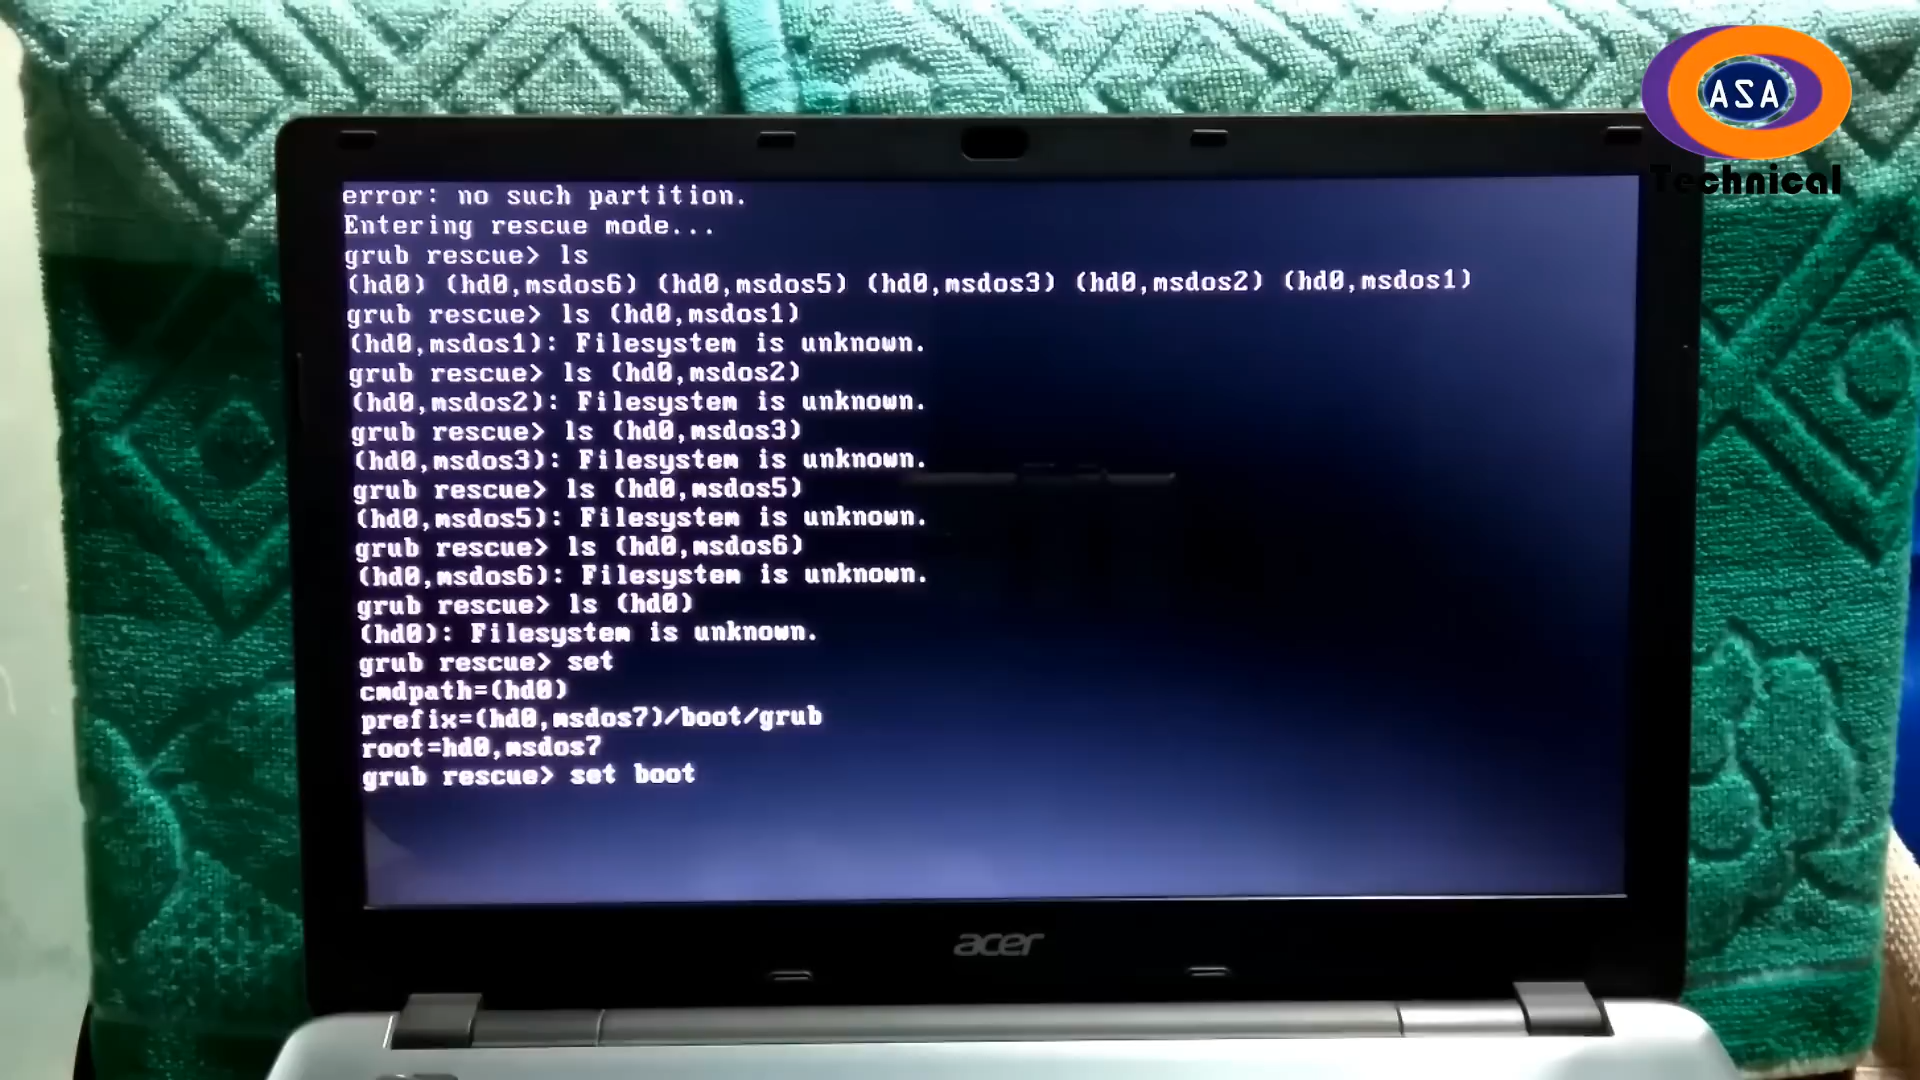 ASA
Technical
error: no such partition.
Entering rescue mode...
grub rescue> ls
(hd0) (hd0,msdos6) (hd0,msdos5) (hd0,msdos3) (hd0,msdos2) (hd0,msdos1)
grub rescue> ls (hd0,msdos1)
(hd0,msdos1): Filesystem is unknown.
grub rescue> ls (hd0,msdos2)
(hd0,msdos2): Filesystem is unknown.
grub rescue> ls (hd0,msdos3)
(hd0,msdos3): Filesystem is unknown.
grub rescue> ls (hd0,msdos5)
(hd0,msdos5): Filesystem is unknown.
grub rescue> ls (hd0,msdos6)
(hd0,msdos6): Filesystem is unknown.
grub rescue> ls (hd0)
(hd0): Filesystem is unknown.
grub rescue> set
cmdpath=(hd0)
prefix=(hd0,msdos7)/boot/grub
root=hd0,msdos7
grub rescue> set boot
acer